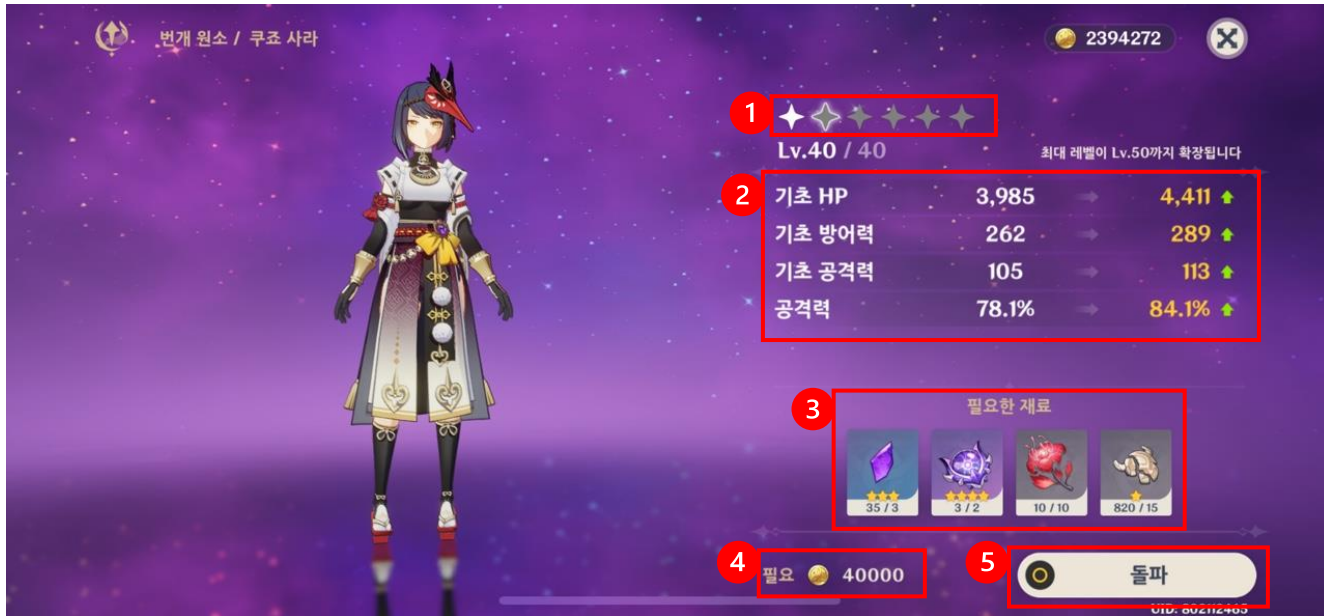 번개 원소 / 쿠죠 사라
2394272
1
Lv.40 / 40
최대 레벨이 Lv.50까지 확장됩니다
2
기초 HP 3,985 4,411
기초 방어력 262 289
기초 공격력 105 113
공격력 78.1% 84.1%
3
필요한 재료
35 / 3
3 / 2
10 / 10
820 / 15
4
필요 40000
5
돌파
UID: 802112465